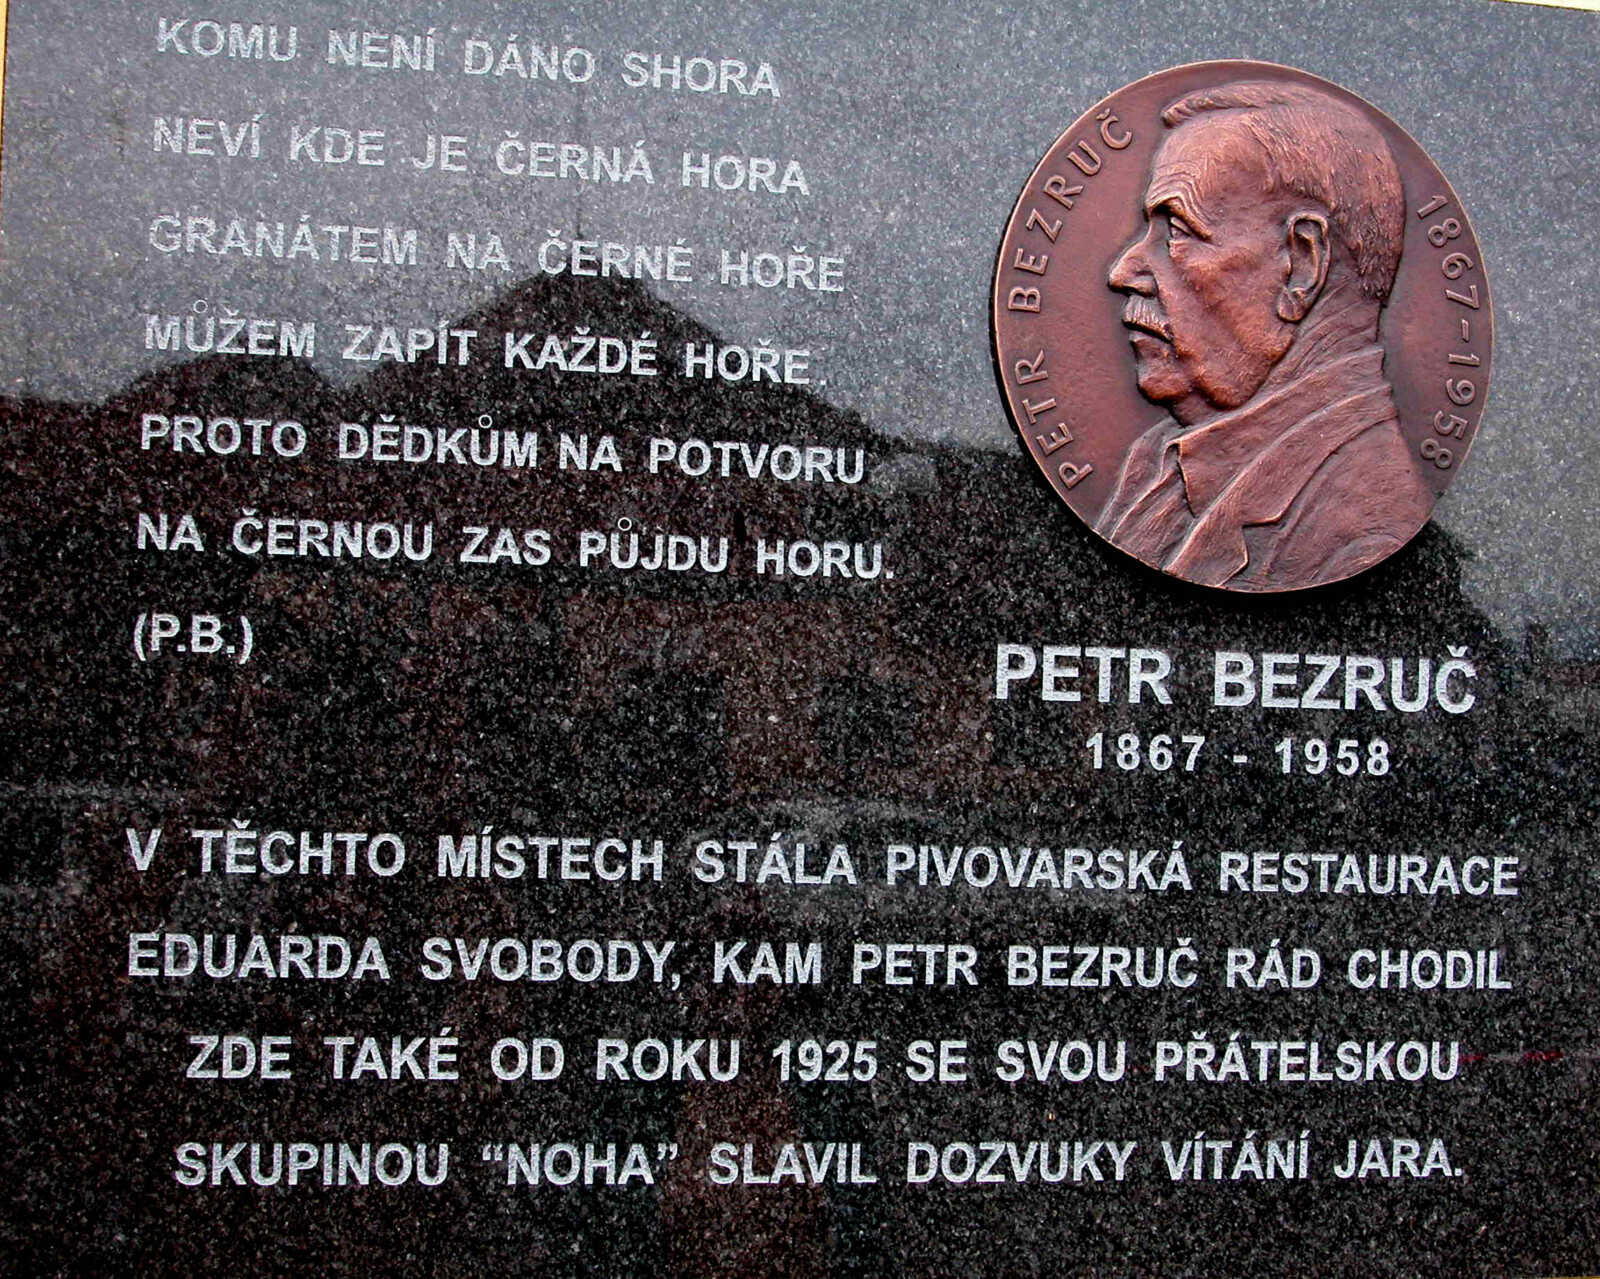 KOMU NENÍ DÁNO SHORA
NEVÍ KDE JE ČERNÁ HORA
GRANÁTEM NA ČERNÉ HOŘE
MŮŽEM ZAPÍT KAŽDÉ HOŘE.
PROTO DĚDKŮM NA POTVORU
NA ČERNOU ZAS PŮJDU HORU.
(P.B.)
PETR BEZRUČ 1867-1958
PETR BEZRUČ
1867 - 1958
V TĚCHTO MÍSTECH STÁLA PIVOVARSKÁ RESTAURACE
EDUARDA SVOBODY, KAM PETR BEZRUČ RÁD CHODIL
ZDE TAKÉ OD ROKU 1925 SE SVOU PŘÁTELSKOU
SKUPINOU “NOHA” SLAVIL DOZVUKY VÍTÁNÍ JARA.